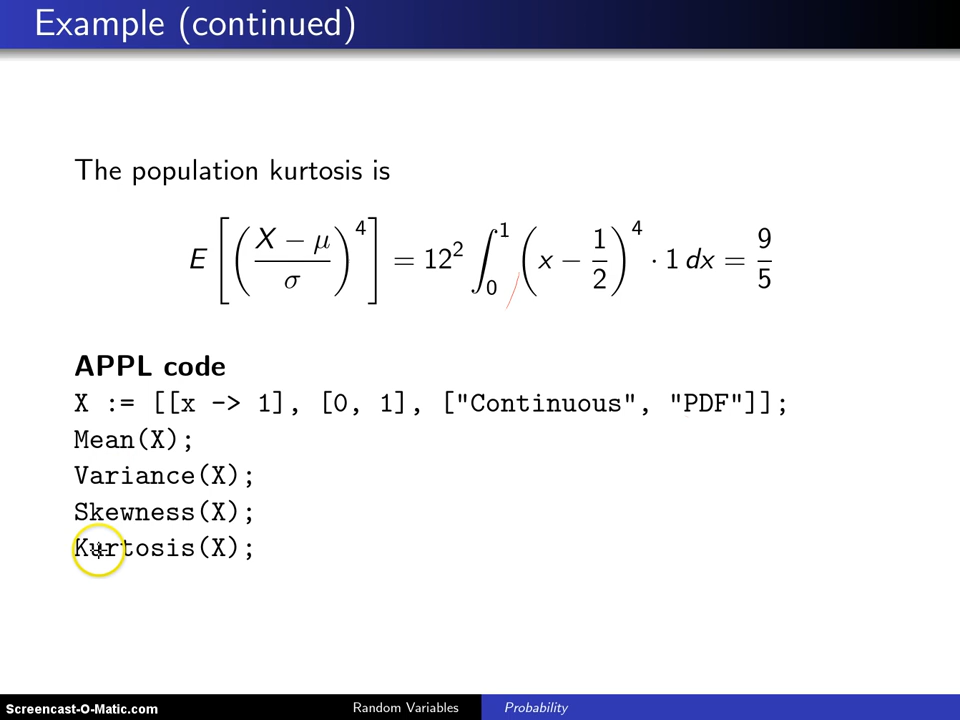 Example (continued)
The population kurtosis is
E[((X − μ)/σ)^4] = 12^2 ∫_0^1 (x − 1/2)^4 · 1 dx = 9/5
APPL code
X := [[x -> 1], [0, 1], ["Continuous", "PDF"]];
Mean(X);
Variance(X);
Skewness(X);
Kurtosis(X);
Screencast-O-Matic.com
Random Variables
Probability